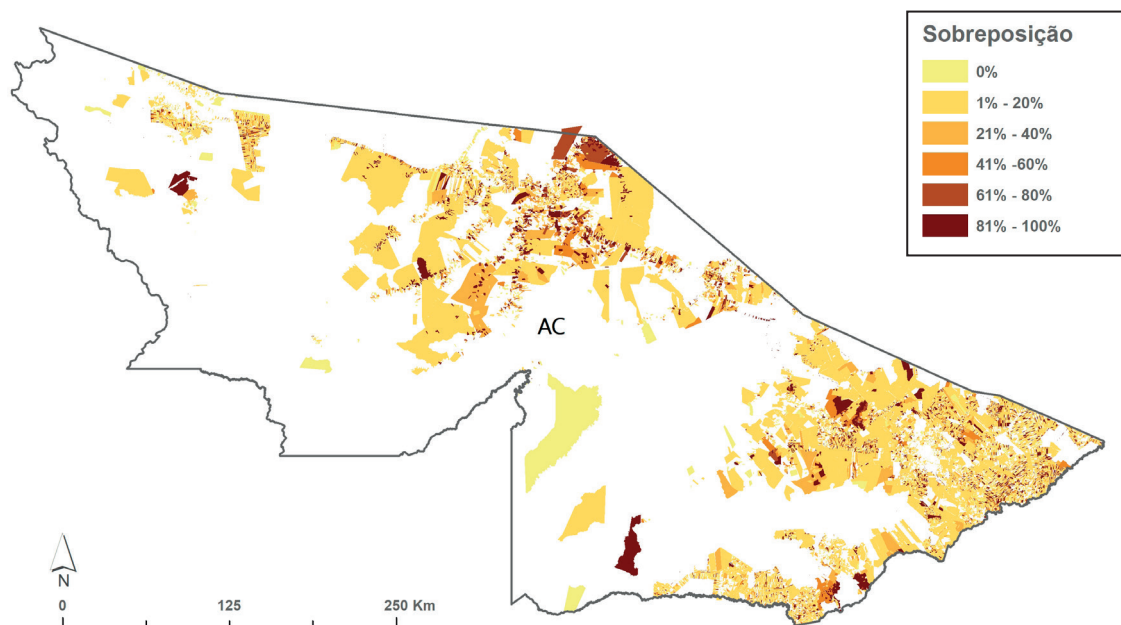 Sobreposição
0%
1% - 20%
21% - 40%
41% -60%
61% - 80%
81% - 100%
AC
N
0 125 250 Km